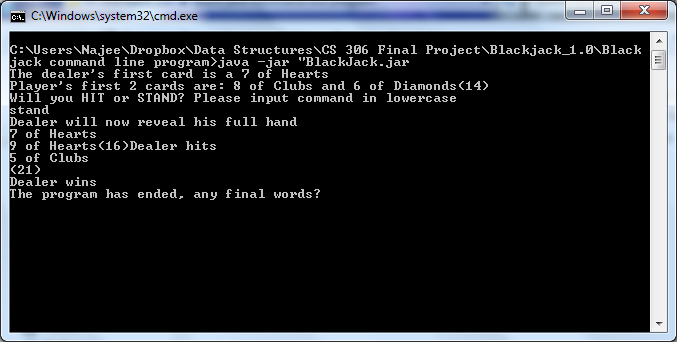 C:\Windows\system32\cmd.exe
C:\Users\Najee\Dropbox\Data Structures\CS 306 Final Project\Blackjack_1.0\Black
jack command line program>java -jar "BlackJack.jar
The dealer's first card is a 7 of Hearts
Player's first 2 cards are: 8 of Clubs and 6 of Diamonds(14)
Will you HIT or STAND? Please input command in lowercase
stand
Dealer will now reveal his full hand
7 of Hearts
9 of Hearts(16)Dealer hits
5 of Clubs
(21)
Dealer wins
The program has ended, any final words?